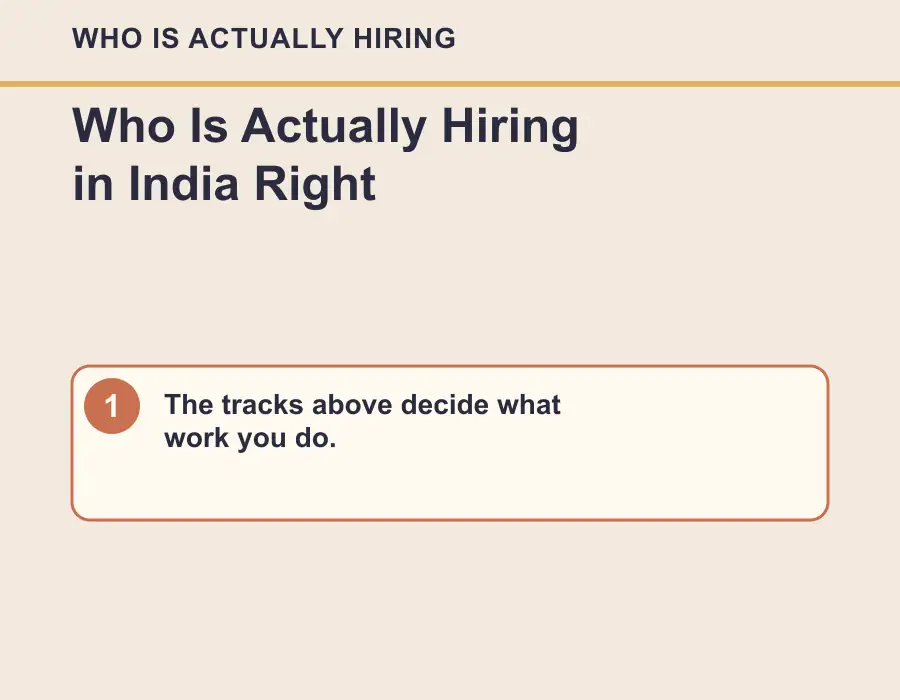 WHO IS ACTUALLY HIRING
Who Is Actually Hiring
in India Right
1
The tracks above decide what
work you do.